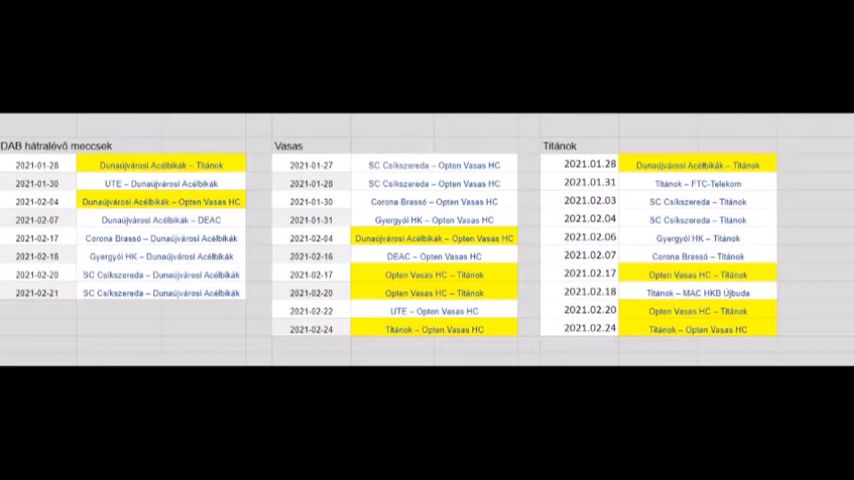 DAB hátralévő meccsek
2021-01-28 Dunaújvárosi Acélbikák – Titánok
2021-01-30 UTE – Dunaújvárosi Acélbikák
2021-02-04 Dunaújvárosi Acélbikák – Opten Vasas HC
2021-02-07 Dunaújvárosi Acélbikák – DEAC
2021-02-17 Corona Brassó – Dunaújvárosi Acélbikák
2021-02-18 Gyergyói HK – Dunaújvárosi Acélbikák
2021-02-20 SC Csíkszereda – Dunaújvárosi Acélbikák
2021-02-21 SC Csíkszereda – Dunaújvárosi Acélbikák
Vasas
2021-01-27 SC Csíkszereda – Opten Vasas HC
2021-01-28 SC Csíkszereda – Opten Vasas HC
2021-01-30 Corona Brassó – Opten Vasas HC
2021-01-31 Gyergyói HK – Opten Vasas HC
2021-02-04 Dunaújvárosi Acélbikák – Opten Vasas HC
2021-02-16 DEAC – Opten Vasas HC
2021-02-17 Opten Vasas HC – Titánok
2021-02-20 Opten Vasas HC – Titánok
2021-02-22 UTE – Opten Vasas HC
2021-02-24 Titánok – Opten Vasas HC
Titánok
2021.01.28 Dunaújvárosi Acélbikák – Titánok
2021.01.31 Titánok – FTC-Telekom
2021.02.03 SC Csíkszereda – Titánok
2021.02.04 SC Csíkszereda – Titánok
2021.02.06 Gyergyói HK – Titánok
2021.02.07 Corona Brassó – Titánok
2021.02.17 Opten Vasas HC – Titánok
2021.02.18 Titánok – MAC HKB Újbuda
2021.02.20 Opten Vasas HC – Titánok
2021.02.24 Titánok – Opten Vasas HC